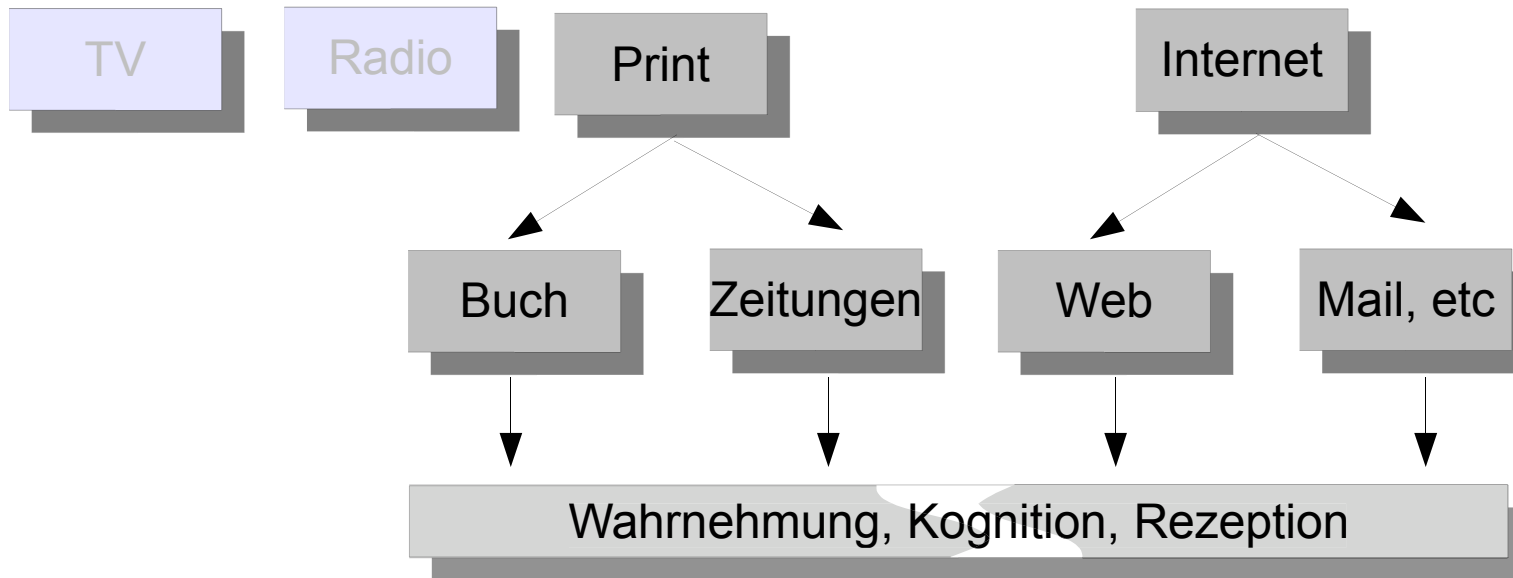 TV
Radio
Print
Internet
Buch
Zeitungen
Web
Mail, etc
Wahrnehmung, Kognition, Rezeption